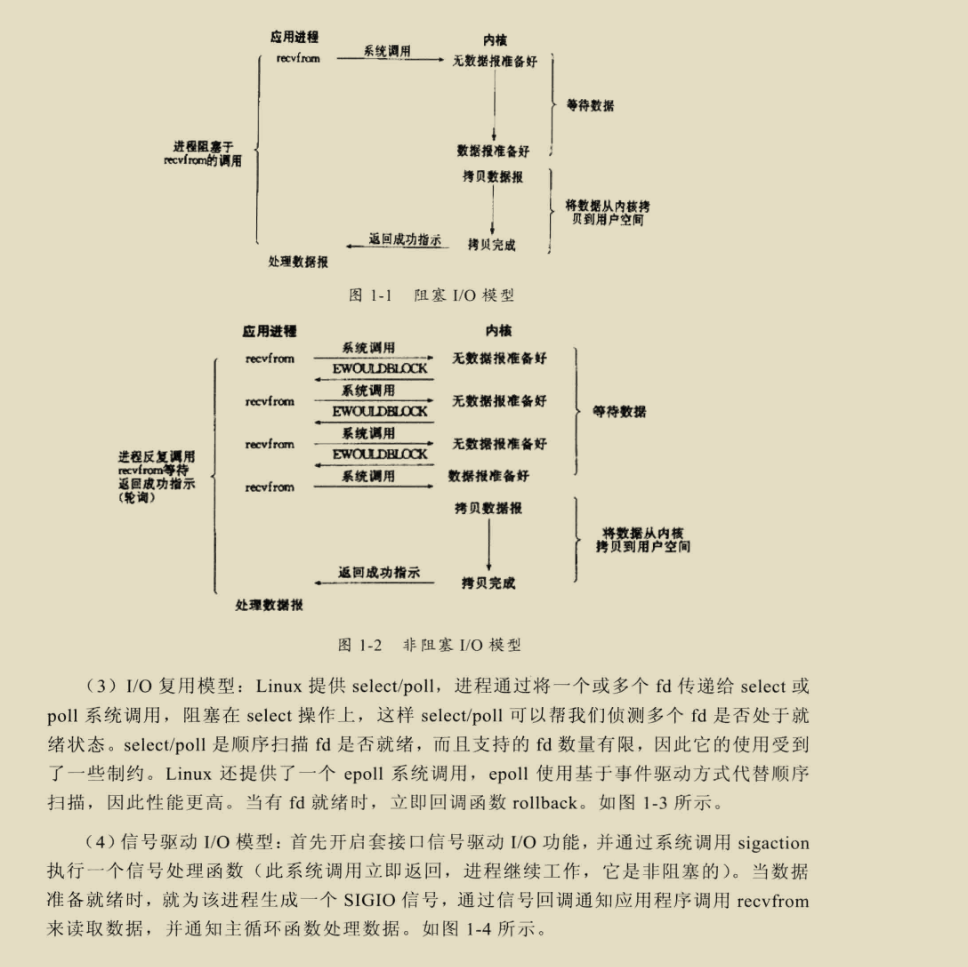 应用进程
内核
recvfrom
系统调用
无数据报准备好
等待数据
进程阻塞于
recvfrom的调用
数据报准备好
拷贝数据报
将数据从内核拷
贝到用户空间
返回成功指示
拷贝完成
处理数据报
图 1-1 阻塞 I/O 模型
应用进程
内核
系统调用
recvfrom
无数据报准备好
EWOULDBLOCK
系统调用
recvfrom
无数据报准备好
EWOULDBLOCK
等待数据
系统调用
recvfrom
无数据报准备好
EWOULDBLOCK
进程反复调用
recvfrom等待
返回成功指示
(轮询)
系统调用
recvfrom
数据报准备好
拷贝数据报
将数据从内核
拷贝到用户空间
返回成功指示
拷贝完成
处理数据报
图 1-2 非阻塞 I/O 模型
（3）I/O 复用模型：Linux 提供 select/poll，进程通过将一个或多个 fd 传递给 select 或
poll 系统调用，阻塞在 select 操作上，这样 select/poll 可以帮我们侦测多个 fd 是否处于就
绪状态。select/poll 是顺序扫描 fd 是否就绪，而且支持的 fd 数量有限，因此它的使用受到
了一些制约。Linux 还提供了一个 epoll 系统调用，epoll 使用基于事件驱动方式代替顺序
扫描，因此性能更高。当有 fd 就绪时，立即回调函数 rollback。如图 1-3 所示。
（4）信号驱动 I/O 模型：首先开启套接口信号驱动 I/O 功能，并通过系统调用 sigaction
执行一个信号处理函数（此系统调用立即返回，进程继续工作，它是非阻塞的）。当数据
准备就绪时，就为该进程生成一个 SIGIO 信号，通过信号回调通知应用程序调用 recvfrom
来读取数据，并通知主循环函数处理数据。如图 1-4 所示。